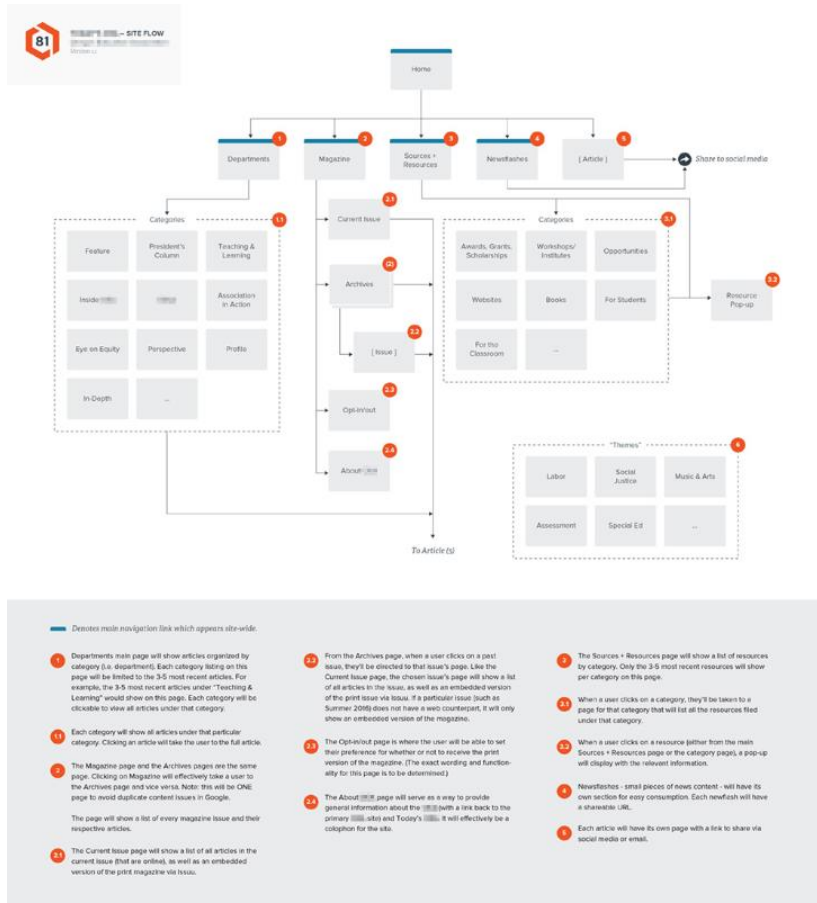 81
– SITE FLOW
Home
1
2
3
4
5
Departments
Magazine
Sources +
Resources
Newsflashes
[ Article ]
Share to social media
Categories
1.1
Feature
President's
Column
Teaching &
Learning
Inside
Association
in Action
Eye on Equity
Perspective
Profile
In-Depth
...
2.1
Current Issue
(2)
Archives
2.2
[ Issue ]
2.3
Opt-in/out
2.4
About
Categories
3.1
Awards, Grants,
Scholarships
Workshops/
Institutes
Opportunities
Websites
Books
For Students
For the
Classroom
...
3.2
Resource
Pop-up
"Themes"
6
Labor
Social
Justice
Music & Arts
Assessment
Special Ed
...
To Article (5)
Denotes main navigation link which appears site-wide.
1
Departments main page will show articles organized by
category (i.e. department). Each category listing on this
page will be limited to the 3-5 most recent articles. For
example, the 3-5 most recent articles under "Teaching &
Learning" would show on this page. Each category will be
clickable to view all articles under that category.
1.1
Each category will show all articles under that particular
category. Clicking an article will take the user to the full article.
2
The Magazine page and the Archives pages are the same
page. Clicking on Magazine will effectively take a user to
the Archives page and vice versa. Note: this will be ONE
page to avoid duplicate content issues in Google.
The page will show a list of every magazine issue and their
respective articles.
2.1
The Current Issue page will show a list of all articles in the
current issue (that are online), as well as an embedded
version of the print magazine via Issuu.
2.2
From the Archives page, when a user clicks on a past
issue, they'll be directed to that issue's page. Like the
Current Issue page, the chosen issue's page will show a list
of all articles in the issue, as well as an embedded version
of the print issue via Issuu. If a particular issue (such as
Summer 2016) does not have a web counterpart, it will only
show an embedded version of the magazine.
2.3
The Opt-in/out page is where the user will be able to set
their preference for whether or not to receive the print
version of the magazine. (The exact wording and function-
ality for this page is to be determined.)
2.4
The About page will serve as a way to provide
general information about the (with a link back to the
primary site) and Today's . It will effectively be a
colophon for the site.
3
The Sources + Resources page will show a list of resources
by category. Only the 3-5 most recent resources will show
per category on this page.
3.1
When a user clicks on a category, they'll be taken to a
page for that category that will list all the resources filed
under that category.
3.2
When a user clicks on a resource (either from the main
Sources + Resources page or the category page), a pop-up
will display with the relevant information.
4
Newsflashes - small pieces of news content - will have its
own section for easy consumption. Each newsflash will have
a shareable URL.
5
Each article will have its own page with a link to share via
social media or email.